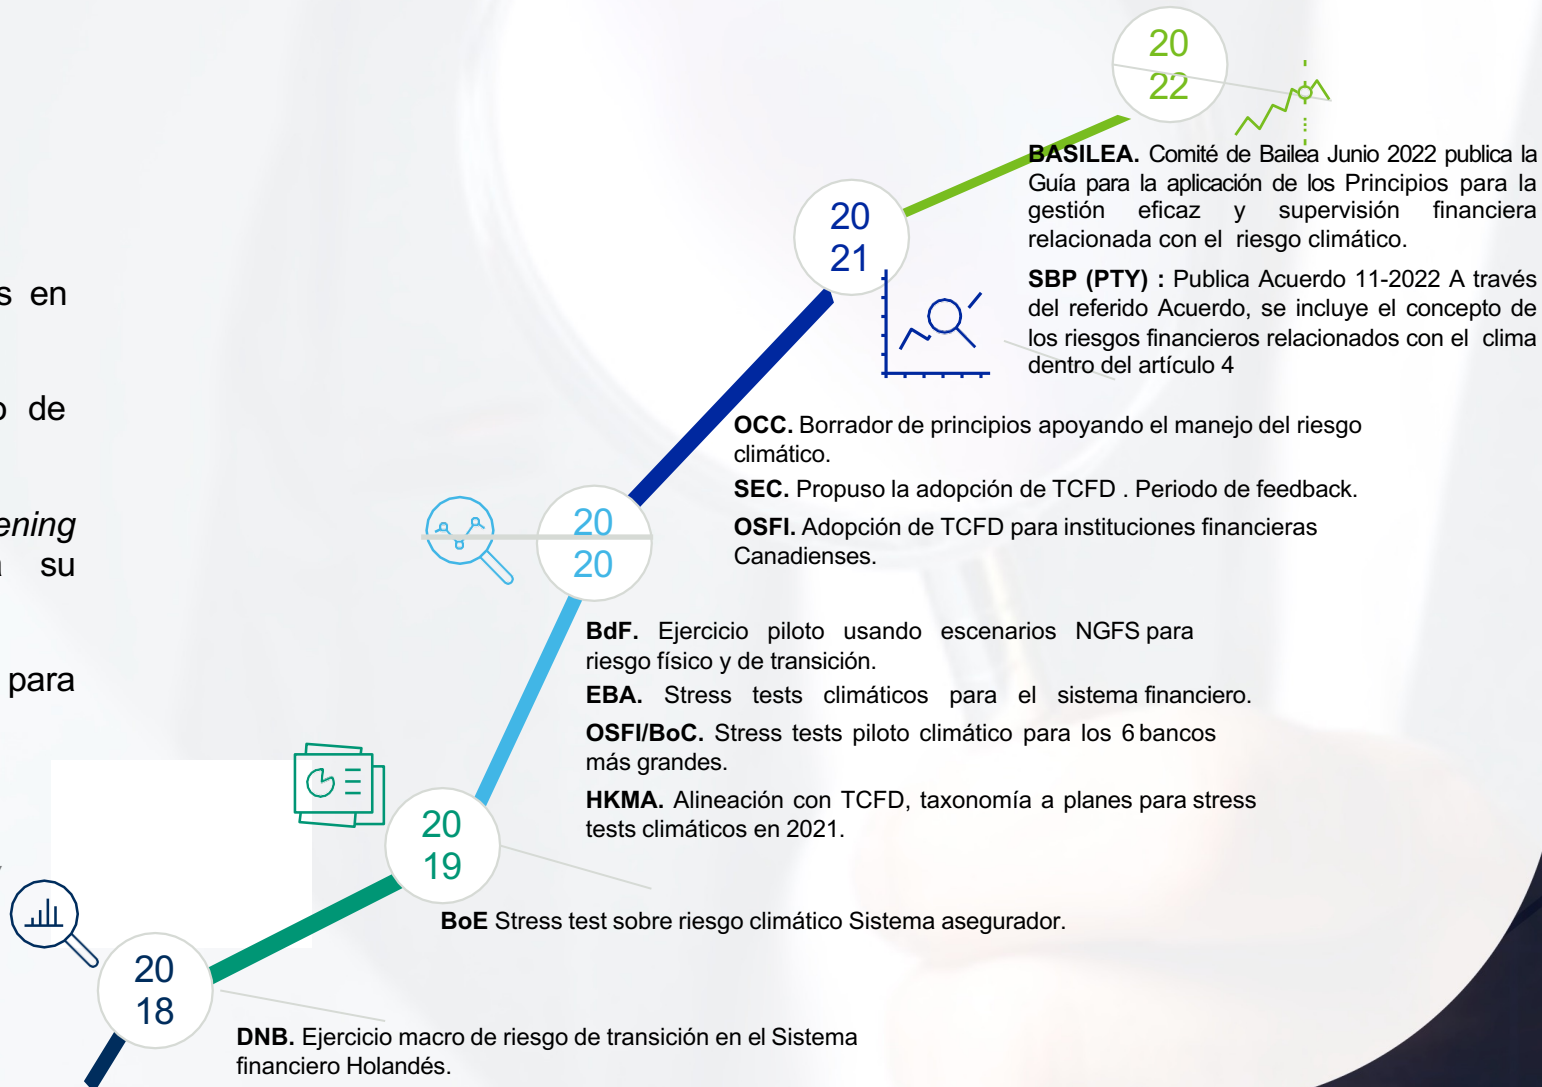 20
22
BASILEA. Comité de Bailea Junio 2022 publica la
Guía para la aplicación de los Principios para la
gestión eficaz y supervisión financiera
relacionada con el riesgo climático.
SBP (PTY) : Publica Acuerdo 11-2022 A través
del referido Acuerdo, se incluye el concepto de
los riesgos financieros relacionados con el clima
dentro del artículo 4
20
21
OCC. Borrador de principios apoyando el manejo del riesgo
climático.
SEC. Propuso la adopción de TCFD . Periodo de feedback.
OSFI. Adopción de TCFD para instituciones financieras
Canadienses.
20
20
BdF. Ejercicio piloto usando escenarios NGFS para
riesgo físico y de transición.
EBA. Stress tests climáticos para el sistema financiero.
OSFI/BoC. Stress tests piloto climático para los 6 bancos
más grandes.
HKMA. Alineación con TCFD, taxonomía a planes para stress
tests climáticos en 2021.
20
19
BoE Stress test sobre riesgo climático Sistema asegurador.
20
18
DNB. Ejercicio macro de riesgo de transición en el Sistema
financiero Holandés.
s en
de
ening
su
para